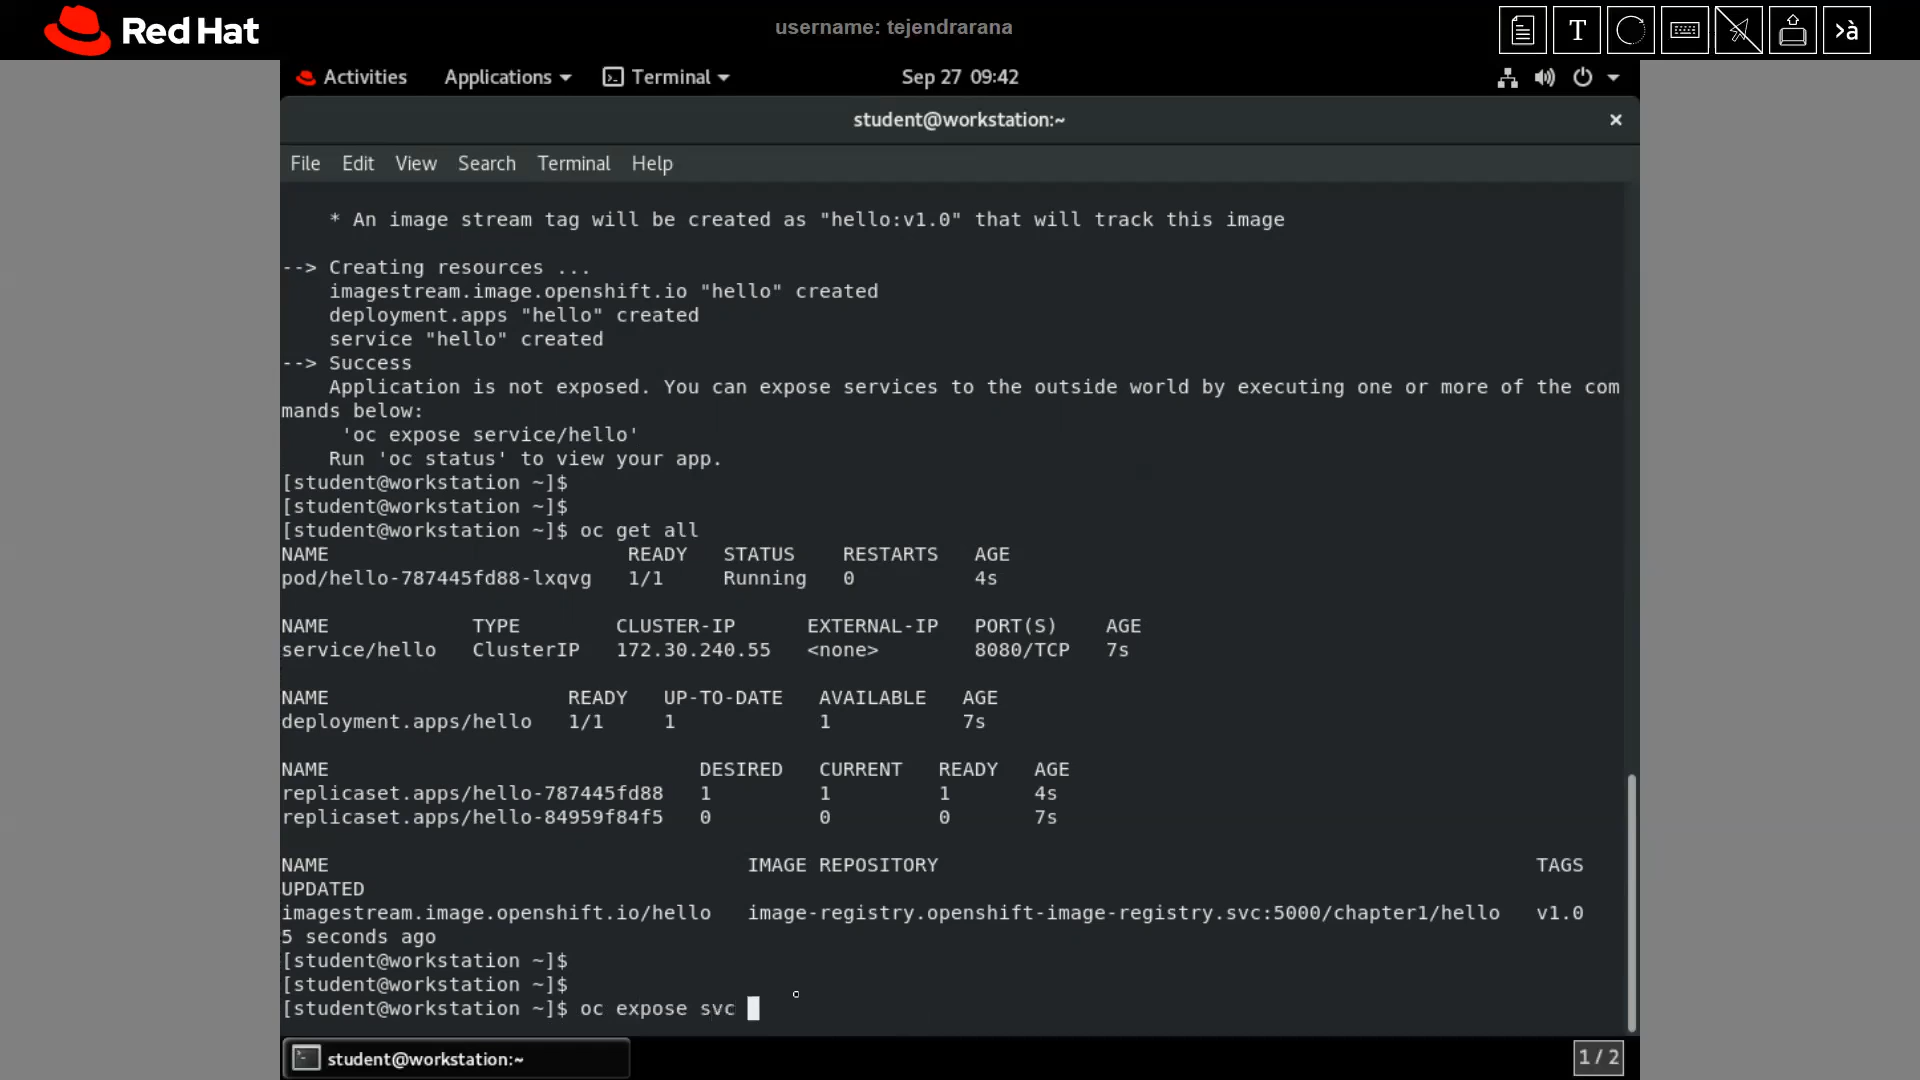 Red Hat
username: tejendrarana
T
>à
Activities Applications Terminal Sep 27 09:42
student@workstation:~ ×
File Edit View Search Terminal Help
* An image stream tag will be created as "hello:v1.0" that will track this image
--> Creating resources ...
imagestream.image.openshift.io "hello" created
deployment.apps "hello" created
service "hello" created
--> Success
Application is not exposed. You can expose services to the outside world by executing one or more of the com
mands below:
'oc expose service/hello'
Run 'oc status' to view your app.
[student@workstation ~]$
[student@workstation ~]$
[student@workstation ~]$ oc get all
NAME READY STATUS RESTARTS AGE
pod/hello-787445fd88-lxqvg 1/1 Running 0 4s
NAME TYPE CLUSTER-IP EXTERNAL-IP PORT(S) AGE
service/hello ClusterIP 172.30.240.55 <none> 8080/TCP 7s
NAME READY UP-TO-DATE AVAILABLE AGE
deployment.apps/hello 1/1 1 1 7s
NAME DESIRED CURRENT READY AGE
replicaset.apps/hello-787445fd88 1 1 1 4s
replicaset.apps/hello-84959f84f5 0 0 0 7s
NAME IMAGE REPOSITORY TAGS
UPDATED
imagestream.image.openshift.io/hello image-registry.openshift-image-registry.svc:5000/chapter1/hello v1.0
5 seconds ago
[student@workstation ~]$
[student@workstation ~]$
[student@workstation ~]$ oc expose svc
student@workstation:~ 1 / 2